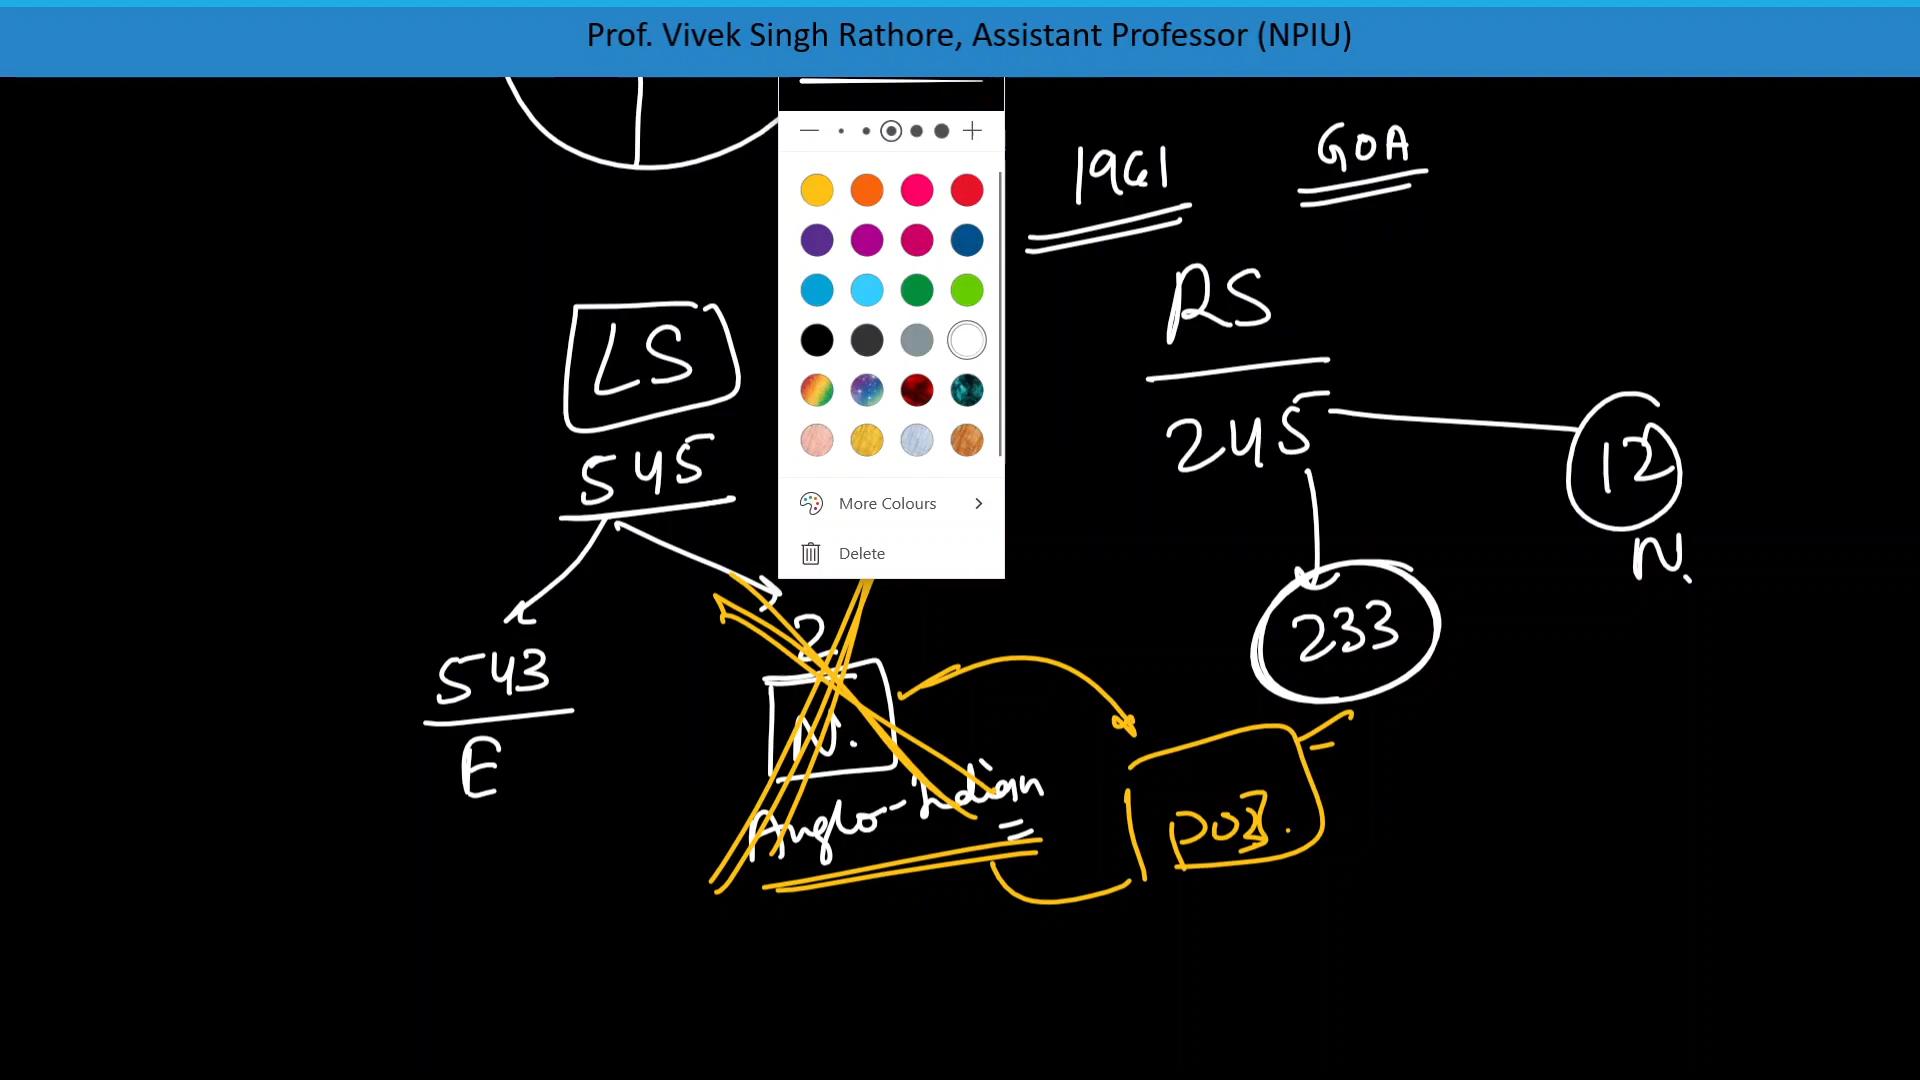 Prof. Vivek Singh Rathore, Assistant Professor (NPIU)
1961
GOA
RS
LS
245
545
12
N.
More Colours
Delete
2
233
543
N.
E
Anglo-Indian